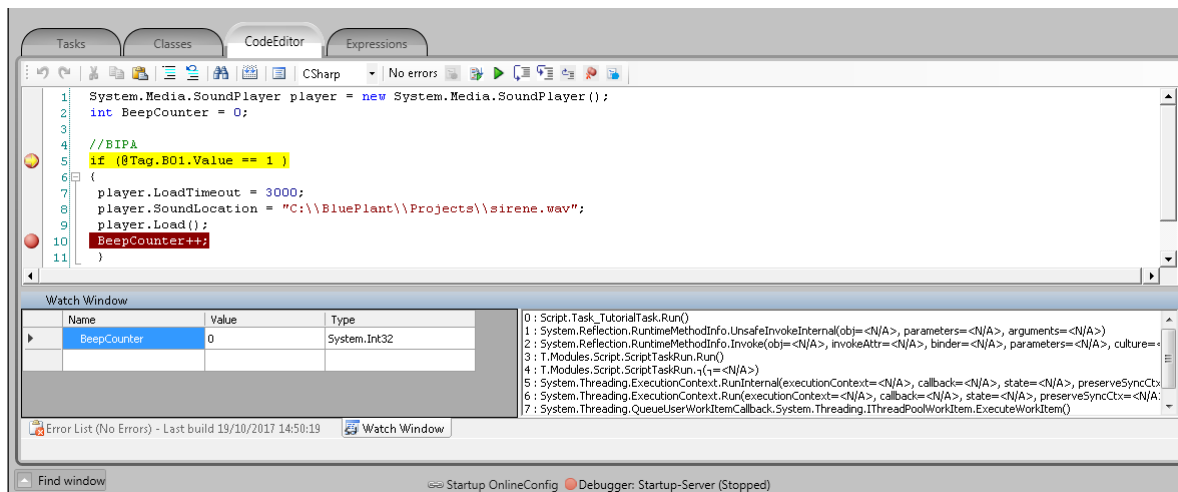 Tasks Classes CodeEditor Expressions
CSharp No errors
1 System.Media.SoundPlayer player = new System.Media.SoundPlayer();
2 int BeepCounter = 0;
3
4 //BIPA
5 if (@Tag.B01.Value == 1 )
6 {
7 player.LoadTimeout = 3000;
8 player.SoundLocation = "C:\\BluePlant\\Projects\\sirene.wav";
9 player.Load();
10 BeepCounter++;
11 }
Watch Window
Name Value Type
BeepCounter 0 System.Int32
0 : Script.Task_TutorialTask.Run()
1 : System.Reflection.RuntimeMethodInfo.UnsafeInvokeInternal(obj=<N/A>, parameters=<N/A>, arguments=<N/A>)
2 : System.Reflection.RuntimeMethodInfo.Invoke(obj=<N/A>, invokeAttr=<N/A>, binder=<N/A>, parameters=<N/A>, culture=<
3 : T.Modules.Script.ScriptTaskRun.Run()
4 : T.Modules.Script.ScriptTaskRun.┐(┐=<N/A>)
5 : System.Threading.ExecutionContext.RunInternal(executionContext=<N/A>, callback=<N/A>, state=<N/A>, preserveSyncCtx
6 : System.Threading.ExecutionContext.Run(executionContext=<N/A>, callback=<N/A>, state=<N/A>, preserveSyncCtx=<N/A
7 : System.Threading.QueueUserWorkItemCallback.System.Threading.IThreadPoolWorkItem.ExecuteWorkItem()
Error List (No Errors) - Last build 19/10/2017 14:50:19 Watch Window
Find window Startup OnlineConfig Debugger: Startup-Server (Stopped)